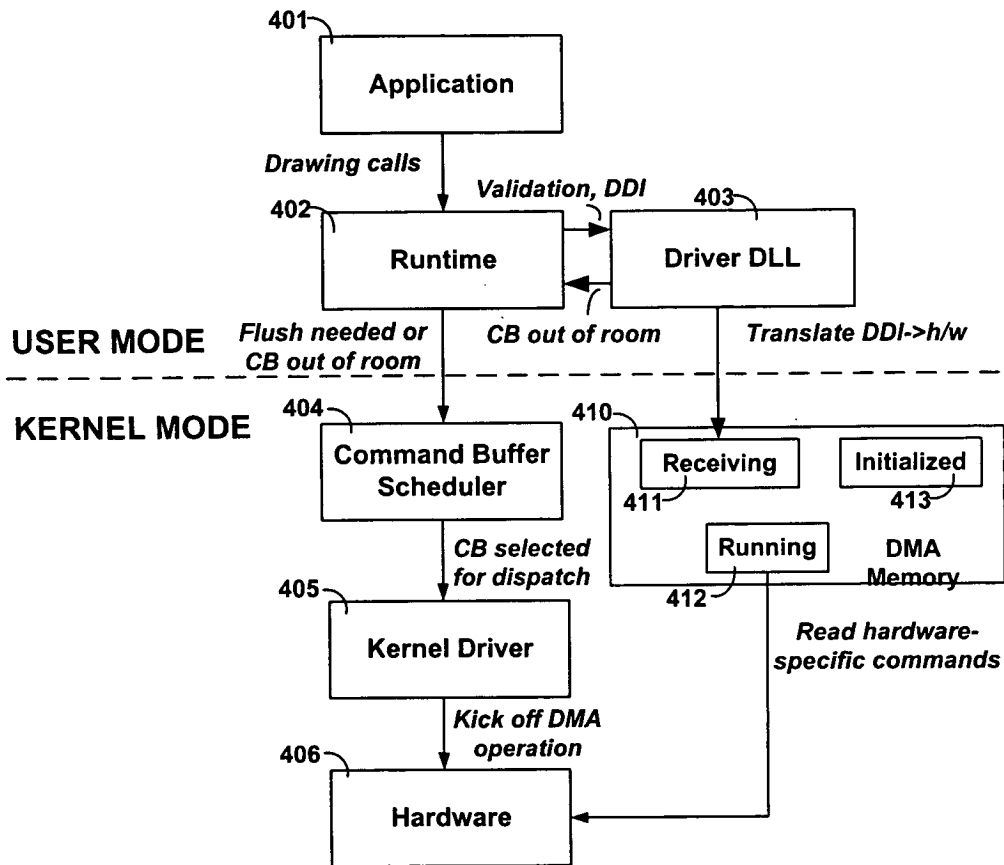 401
Application
Drawing calls
402
Validation, DDI
403
Runtime
Driver DLL
CB out of room
Flush needed or
CB out of room
Translate DDI->h/w
USER MODE
KERNEL MODE
404
Command Buffer
Scheduler
410
Receiving
411
Initialized
413
Running
412
DMA
Memory
CB selected
for dispatch
405
Kernel Driver
Read hardware-
specific commands
Kick off DMA
operation
406
Hardware